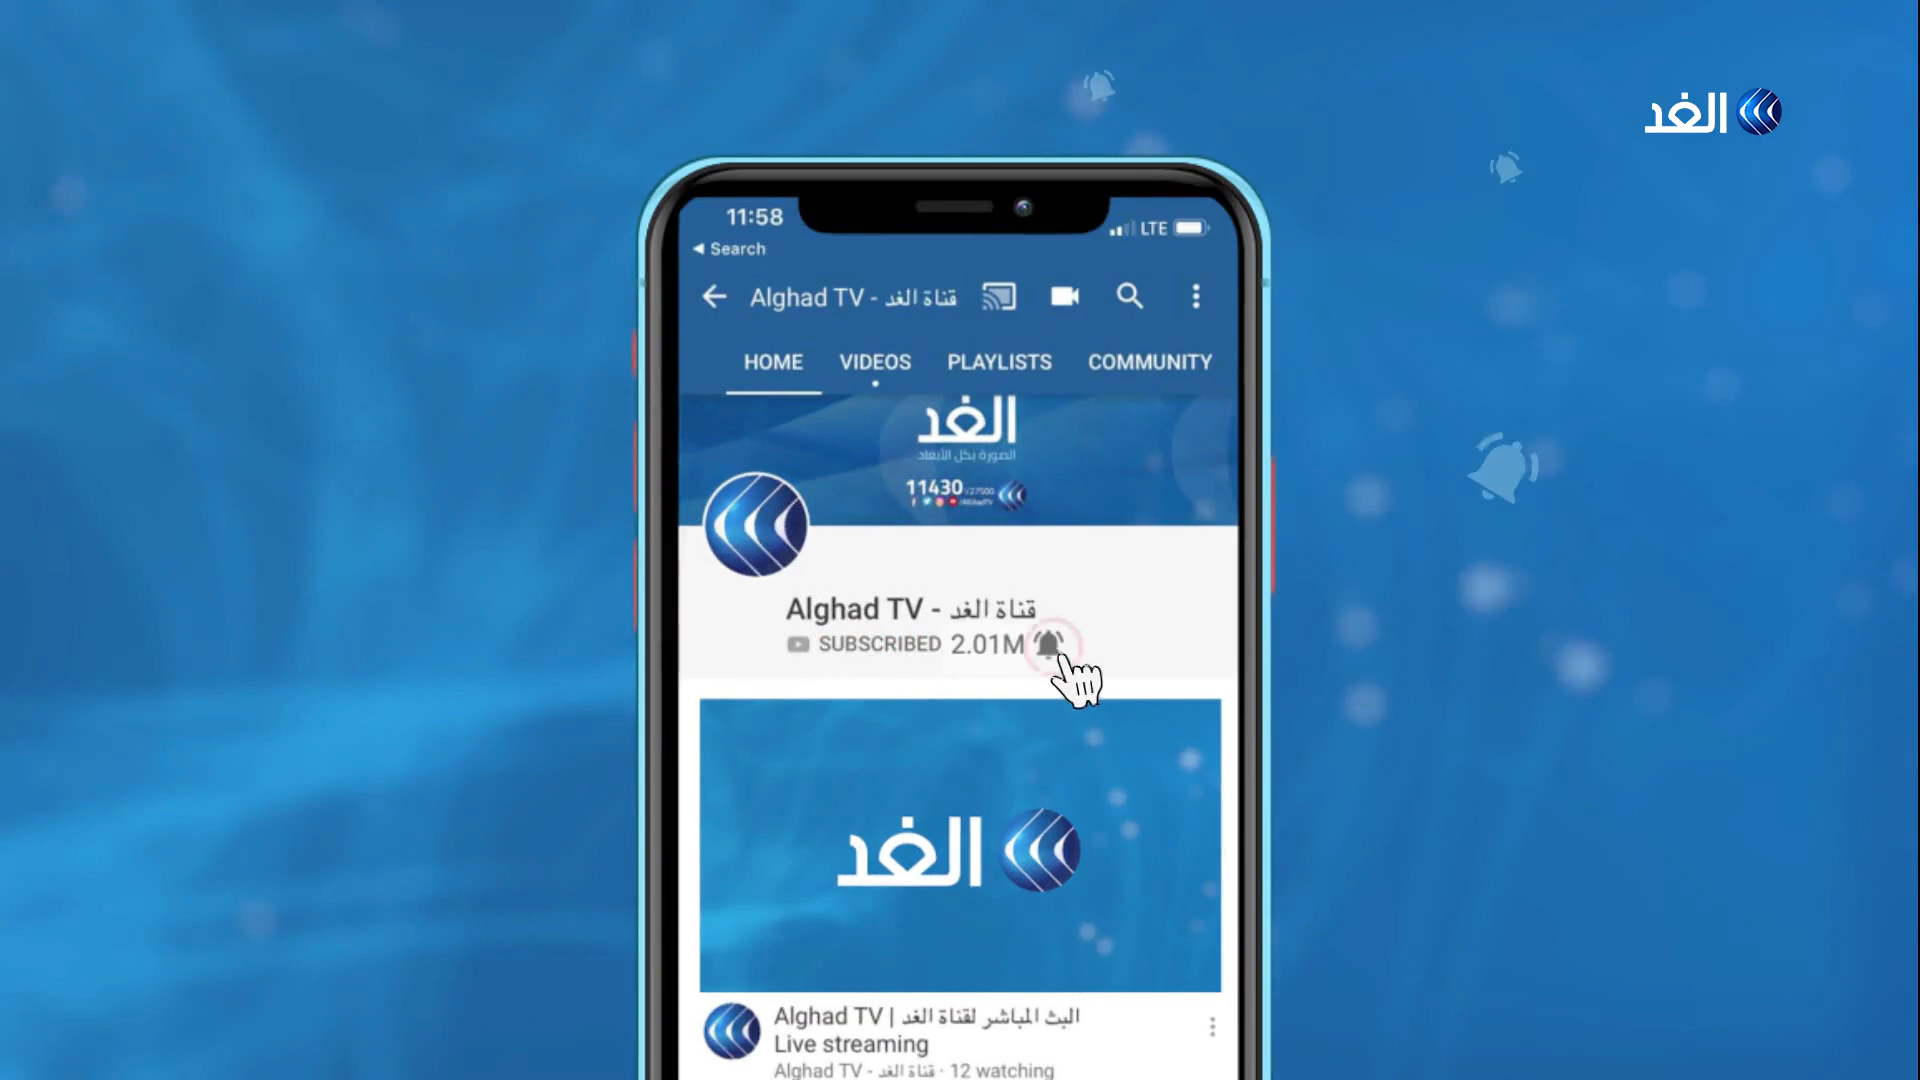 الغد
11:58
LTE
Search
Alghad TV - قناة الغد
HOME VIDEOS PLAYLISTS COMMUNITY
الغد
الصورة بكل الأبعاد
11430 V/27500
Alghad TV - قناة الغد
SUBSCRIBED 2.01M
الغد
Alghad TV | البث المباشر لقناة الغد
Live streaming
Alghad TV - قناة الغد · 12 watching